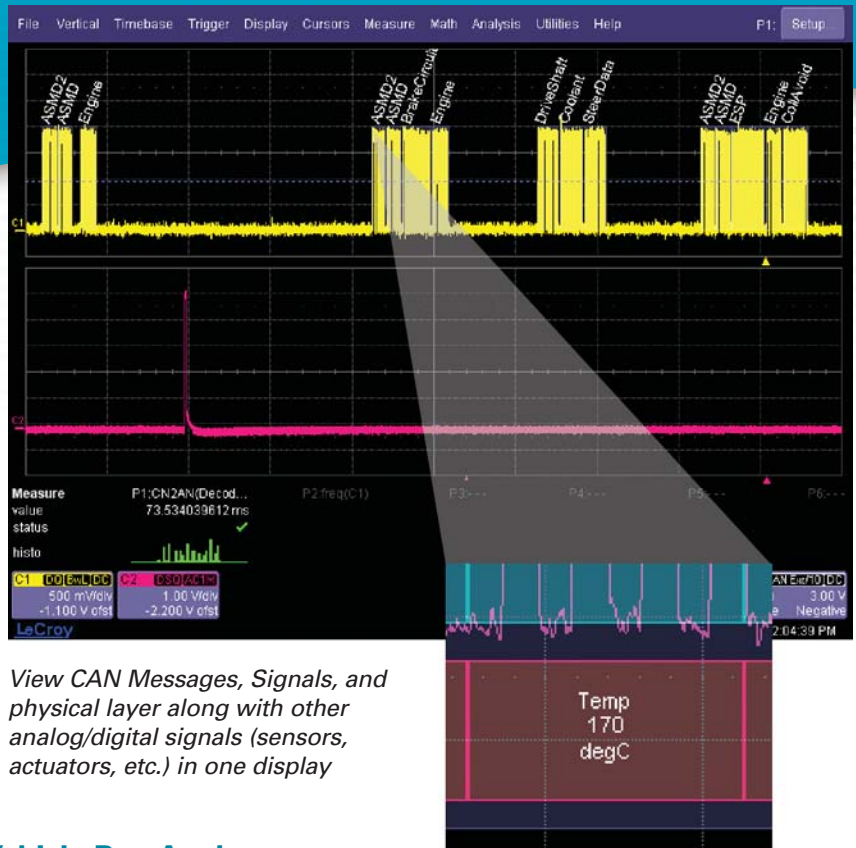 File Vertical Timebase Trigger Display Cursors Measure Math Analysis Utilities Help P1: Setup...
ASMD2 ASMD Engine ASMD2 ASMD BrakeCircuit Engine DriveShaft Coolant SteerData ASMD2 ASMD ESP Engine CollAvoid
C1
C2
Measure P1:CN2AN(Decod... P2:freq(C1) P3:--- P4:--- P5:--- P6:---
value 73.534039612 ms
status
histo
C1 BwL DC C2
500 mV/div 1.00 V/div 3.00 V
-1.100 V ofst -2.200 V ofst Negative
LeCroy 2:04:39 PM
View CAN Messages, Signals, and
physical layer along with other
analog/digital signals (sensors,
actuators, etc.) in one display
Temp
170
degC